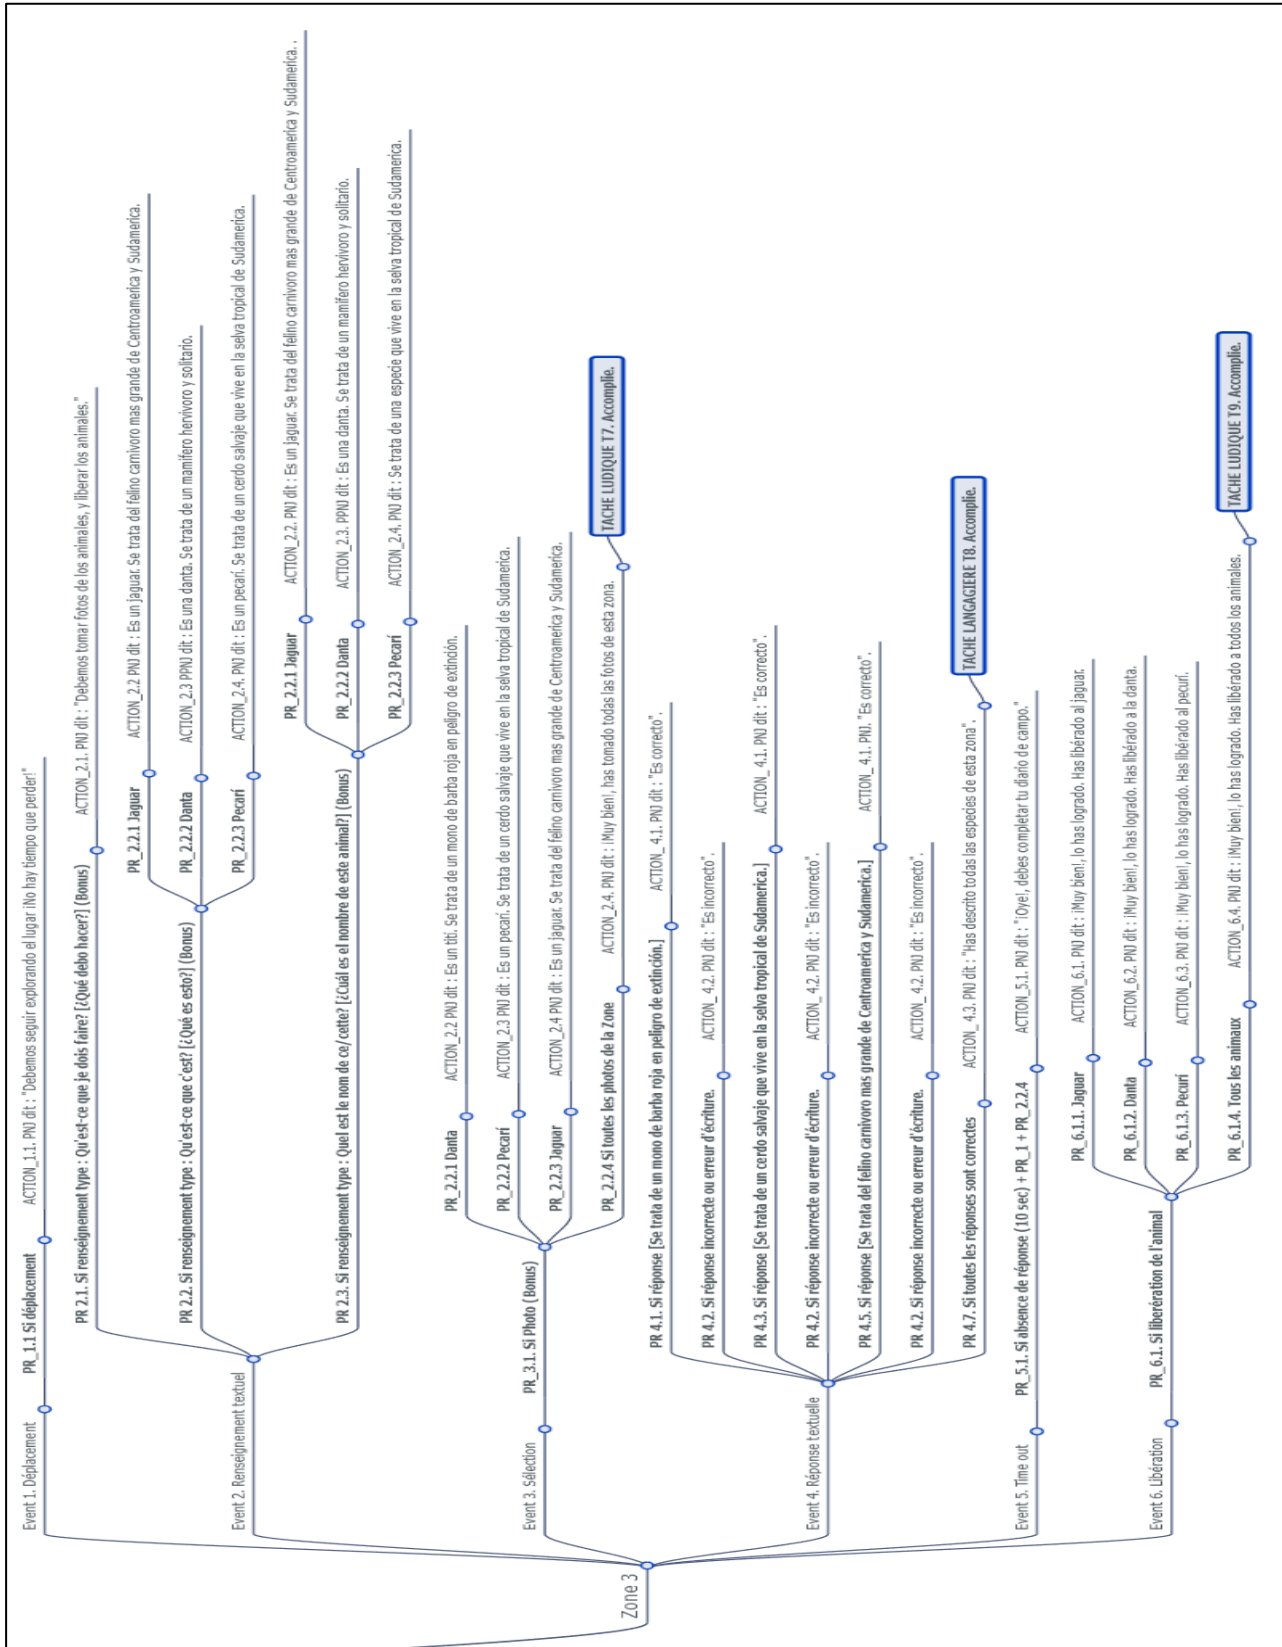 Zone 3
Event 1. Déplacement
PR_1.1 Si déplacement
ACTION_1.1. PNJ dit : "Debemos seguir explorando el lugar ¡No hay tiempo que perder!"
Event 2. Renseignement textuel
PR 2.1. Si renseignement type : Qu'est-ce que je dois faire? [¿Qué debo hacer?] (Bonus)
ACTION_2.1. PNJ dit : "Debemos tomar fotos de los animales, y liberar los animales."
PR 2.2. Si renseignement type : Qu'est-ce que c'est? [¿Qué es esto?] (Bonus)
PR_2.2.1 Jaguar
ACTION_2.2 PNJ dit : Es un jaguar. Se trata del felino carnivoro mas grande de Centroamerica y Sudamerica.
PR_2.2.2 Danta
ACTION_2.3 PPNJ dit : Es una danta. Se trata de un mamifero hervivoro y solitario.
PR_2.2.3 Pecarí
ACTION_2.4. PNJ dit : Es un pecarí. Se trata de un cerdo salvaje que vive en la selva tropical de Sudamerica.
PR 2.3. Si renseignement type : Quel est le nom de ce/cette? [¿Cuál es el nombre de este animal?] (Bonus)
PR_2.2.1 Jaguar
ACTION_2.2. PNJ dit : Es un jaguar. Se trata del felino carnivoro mas grande de Centroamerica y Sudamerica. .
PR_2.2.2 Danta
ACTION_2.3. PPNJ dit : Es una danta. Se trata de un mamifero hervivoro y solitario.
PR_2.2.3 Pecarí
ACTION_2.4. PNJ dit : Se trata de una especie que vive en la selva tropical de Sudamerica.
Event 3. Sélection
PR_3.1. Si Photo (Bonus)
PR_2.2.1 Danta
ACTION_2.2 PNJ dit : Es un tití. Se trata de un mono de barba roja en peligro de extinción.
PR_2.2.2 Pecarí
ACTION_2.3 PNJ dit : Es un pecarí. Se trata de un cerdo salvaje que vive en la selva tropical de Sudamerica.
PR_2.2.3 Jaguar
ACTION_2.4 PNJ dit : Es un jaguar. Se trata del felino carnivoro mas grande de Centroamerica y Sudamerica
PR_2.2.4 Si toutes les photos de la Zone
ACTION_2.4. PNJ dit : ¡Muy bien!, has tomado todas las fotos de esta zona.
TACHE LUDIQUE T7. Accomplie.
Event 4. Réponse textuelle
PR 4.1. Si réponse [Se trata de un mono de barba roja en peligro de extinción.]
ACTION_ 4.1. PNJ dit : "Es correcto".
PR 4.2. Si réponse incorrecte ou erreur d'écriture.
ACTION_ 4.2. PNJ dit : "Es incorrecto".
PR 4.3. Si réponse [Se trata de un cerdo salvaje que vive en la selva tropical de Sudamerica.]
ACTION_ 4.1. PNJ dit : "Es correcto".
PR 4.2. Si réponse incorrecte ou erreur d'écriture.
ACTION_ 4.2. PNJ dit : "Es incorrecto".
PR 4.5. Si réponse [Se trata del felino carnivoro mas grande de Centroamerica y Sudamerica.]
ACTION_ 4.1. PNJ. "Es correcto".
PR 4.2. Si réponse incorrecte ou erreur d'écriture.
ACTION_ 4.2. PNJ dit : "Es incorrecto".
PR 4.7. Si toutes les réponses sont correctes
ACTION_ 4.3. PNJ dit : "Has descrito todas las especies de esta zona".
TACHE LANGAGIERE T8. Accomplie.
Event 5. Time out
PR_5.1. Si absence de réponse (10 sec) + PR_1 + PR_2.2.4
ACTION_5.1. PNJ dit : "¡Oye!, debes completar tu diario de campo."
Event 6. Libération
PR_6.1. Si liberération de l'animal
PR_6.1.1. Jaguar
ACTION_6.1. PNJ dit : ¡Muy bien!, lo has logrado. Has libérado al jaguar.
PR_6.1.2. Danta
ACTION_6.2. PNJ dit : ¡Muy bien!, lo has logrado. Has libérado a la danta.
PR_6.1.3. Pecurí
ACTION_6.3. PNJ dit : ¡Muy bien!, lo has logrado. Has libérado al pecurí.
PR_6.1.4. Tous les animaux
ACTION_6.4. PNJ dit : ¡Muy bien!, lo has logrado. Has libérado a todos los animales.
TACHE LUDIQUE T9. Accomplie.